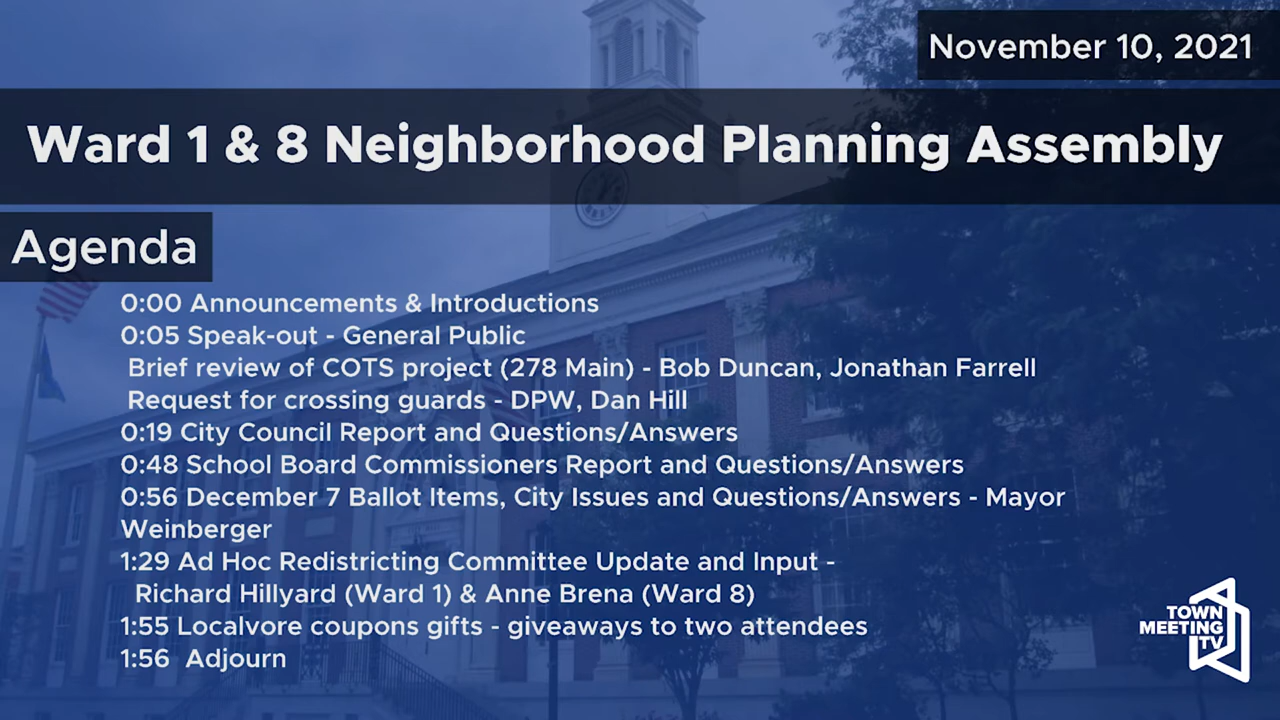 November 10, 2021
Ward 1 & 8 Neighborhood Planning Assembly
Agenda
0:00 Announcements & Introductions
0:05 Speak-out - General Public
Brief review of COTS project (278 Main) - Bob Duncan, Jonathan Farrell
Request for crossing guards - DPW, Dan Hill
0:19 City Council Report and Questions/Answers
0:48 School Board Commissioners Report and Questions/Answers
0:56 December 7 Ballot Items, City Issues and Questions/Answers - Mayor
Weinberger
1:29 Ad Hoc Redistricting Committee Update and Input -
Richard Hillyard (Ward 1) & Anne Brena (Ward 8)
1:55 Localvore coupons gifts - giveaways to two attendees
1:56 Adjourn
TOWN
MEETING
TV